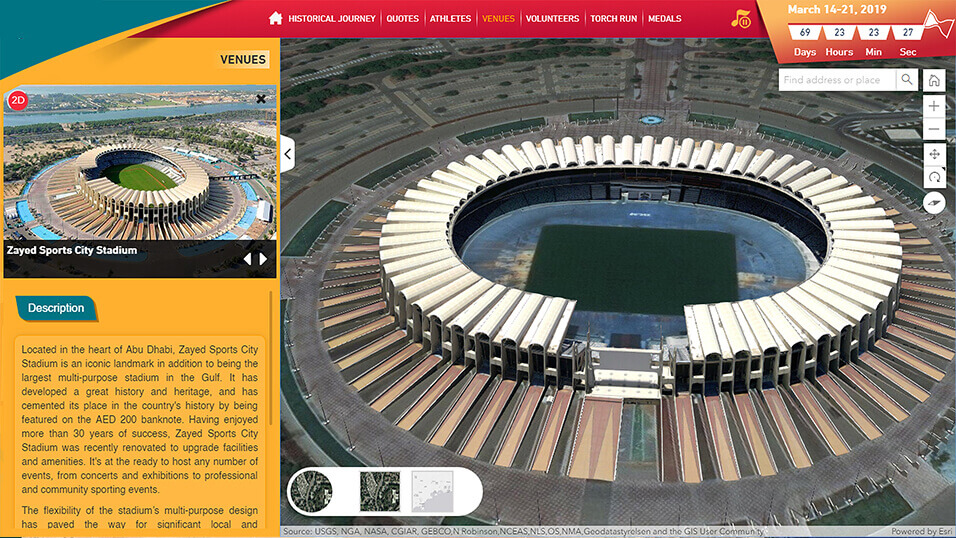 HISTORICAL JOURNEY
QUOTES
ATHLETES
VENUES
VOLUNTEERS
TORCH RUN
MEDALS
March 14-21, 2019
69 23 23 27
Days Hours Min Sec
VENUES
2D
Zayed Sports City Stadium
Description
Located in the heart of Abu Dhabi, Zayed Sports City
Stadium is an iconic landmark in addition to being the
largest multi-purpose stadium in the Gulf. It has
developed a great history and heritage, and has
cemented its place in the country's history by being
featured on the AED 200 banknote. Having enjoyed
more than 30 years of success, Zayed Sports City
Stadium was recently renovated to upgrade facilities
and amenities. It's at the ready to host any number of
events, from concerts and exhibitions to professional
and community sporting events.
The flexibility of the stadium's multi-purpose design
has paved the way for significant local and
Find address or place
Source: USGS, NGA, NASA, CGIAR, GEBCO,N Robinson,NCEAS,NLS,OS,NMA,Geodatastyrelsen and the GIS User Community
Powered by Esri